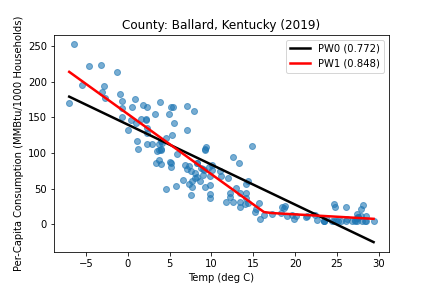 County: Ballard, Kentucky (2019)
PW0 (0.772)
PW1 (0.848)
Per-Capita Consumption (MMBtu/1000 Households)
250
200
150
100
50
0
−5 0 5 10 15 20 25 30
Temp (deg C)